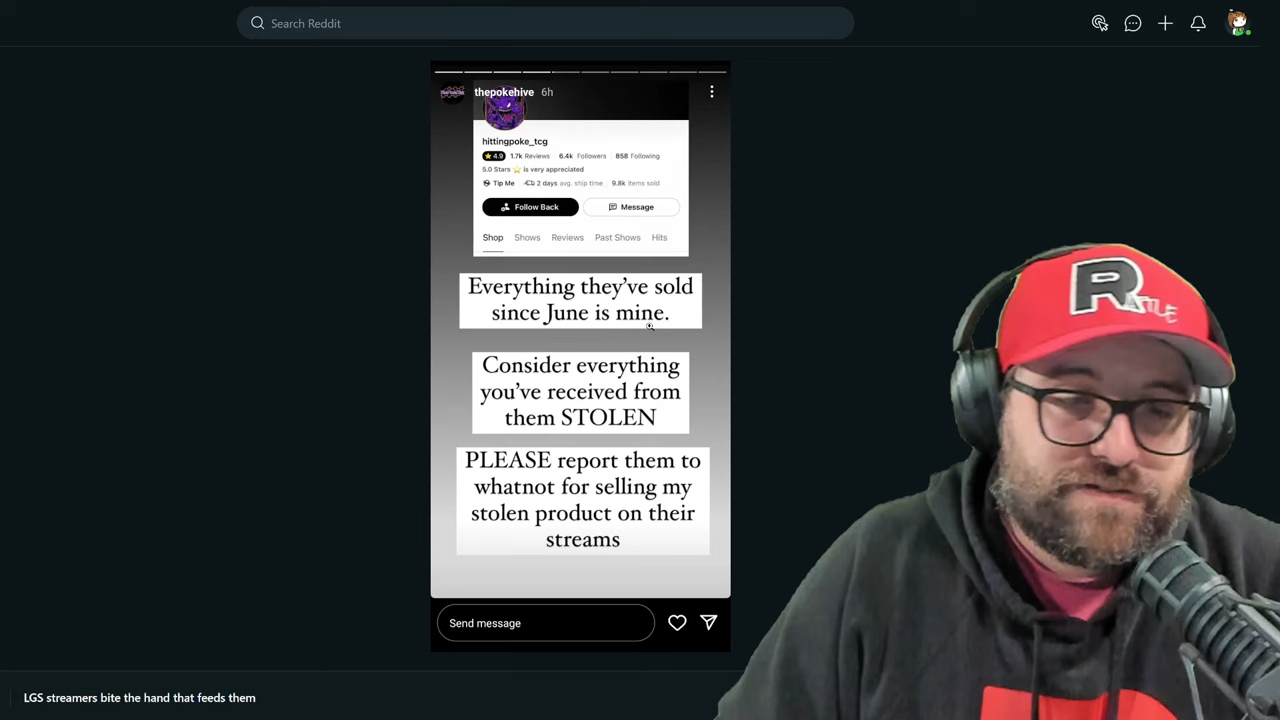 Search Reddit
thepokehive 6h
hittingpoke_tcg
4.9 1.7k Reviews 6.4k Followers 858 Following
5.0 Stars ⭐ is very appreciated
Tip Me 2 days avg. ship time 9.8k items sold
Follow Back Message
Shop Shows Reviews Past Shows Hits
Everything they’ve sold
since June is mine.
Consider everything
you’ve received from
them STOLEN
PLEASE report them to
whatnot for selling my
stolen product on their
streams
Send message
R
LGS streamers bite the hand that feeds them